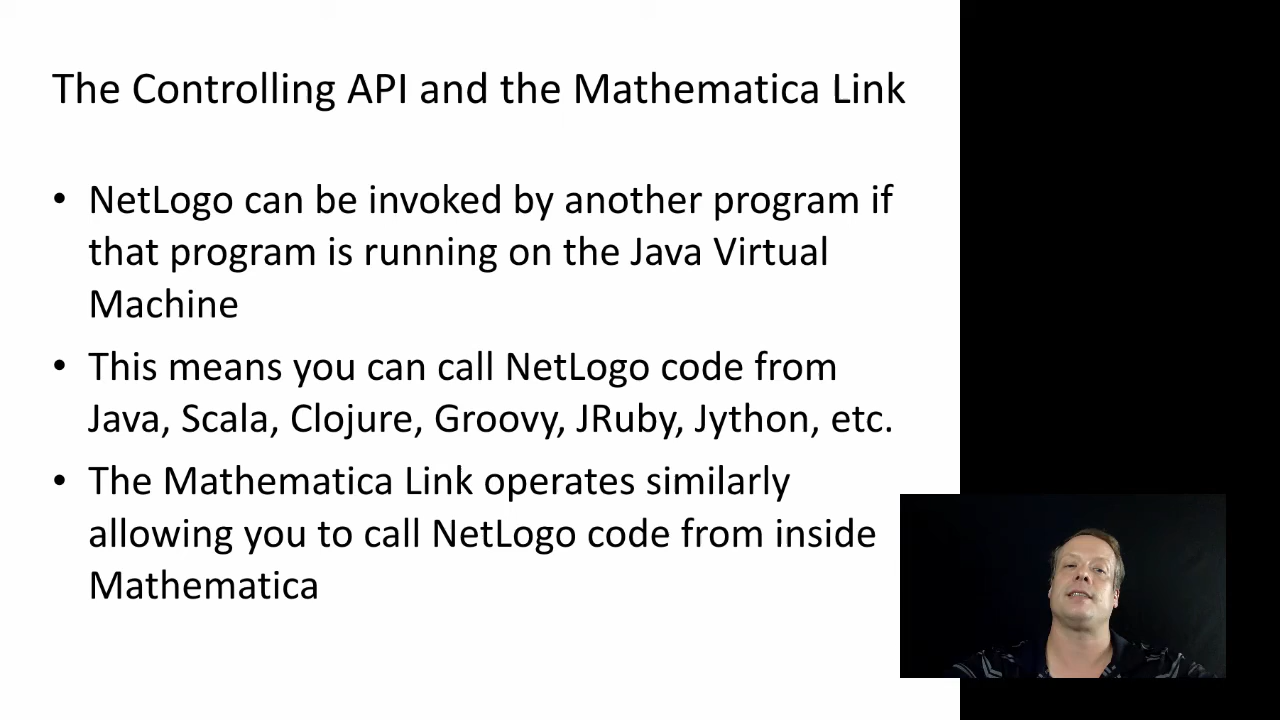 The Controlling API and the Mathematica Link
• NetLogo can be invoked by another program if
that program is running on the Java Virtual
Machine
• This means you can call NetLogo code from
Java, Scala, Clojure, Groovy, JRuby, Jython, etc.
• The Mathematica Link operates similarly
allowing you to call NetLogo code from inside
Mathematica